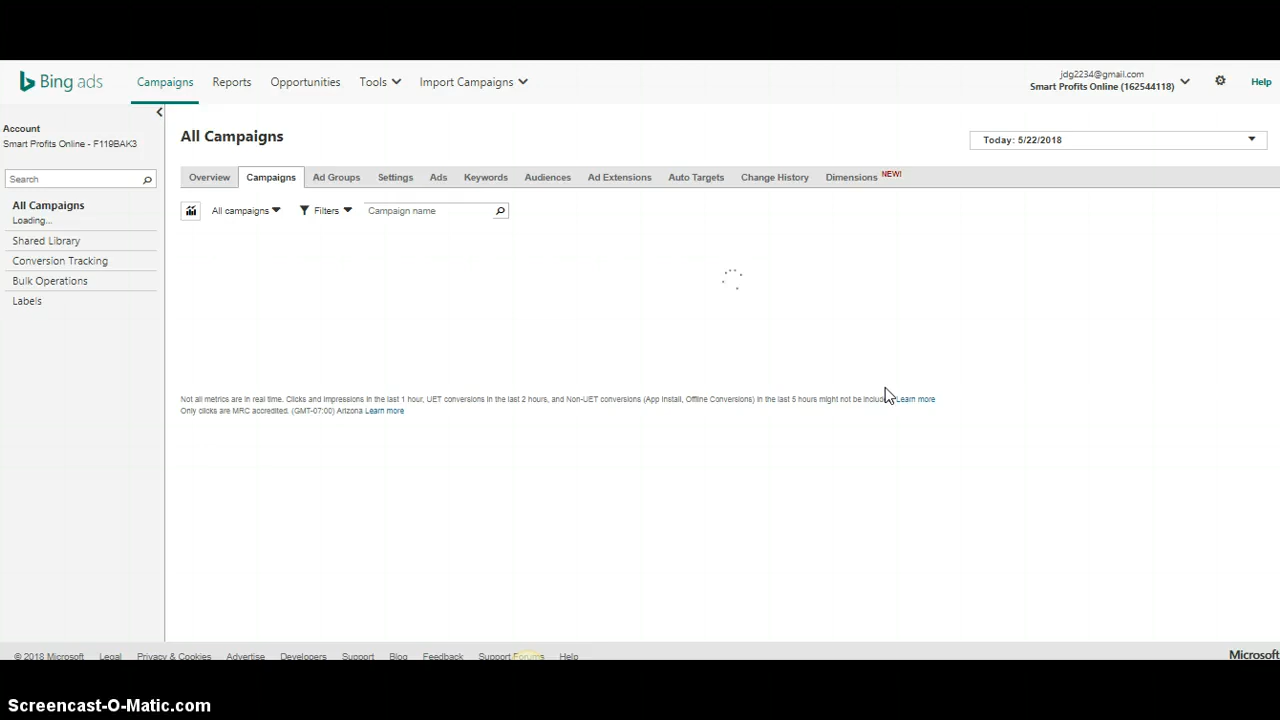 Bing ads
Campaigns
Reports
Opportunities
Tools
Import Campaigns
jdg2234@gmail.com
Smart Profits Online (162544118)
Help
Account
Smart Profits Online - F119BAK3
Search
All Campaigns
Loading...
Shared Library
Conversion Tracking
Bulk Operations
Labels
All Campaigns
Today: 5/22/2018
Overview
Campaigns
Ad Groups
Settings
Ads
Keywords
Audiences
Ad Extensions
Auto Targets
Change History
Dimensions NEW!
All campaigns
Filters
Campaign name
Not all metrics are in real time. Clicks and impressions in the last 1 hour, UET conversions in the last 2 hours, and Non-UET conversions (App Install, Offline Conversions) in the last 5 hours might not be Learn more
Only clicks are MRC accredited. (GMT-07:00) Arizona Learn more
© 2018 Microsoft
Legal
Privacy & Cookies
Advertise
Developers
Support
Blog
Feedback
Support Forums
Help
Microsoft
Screencast-O-Matic.com